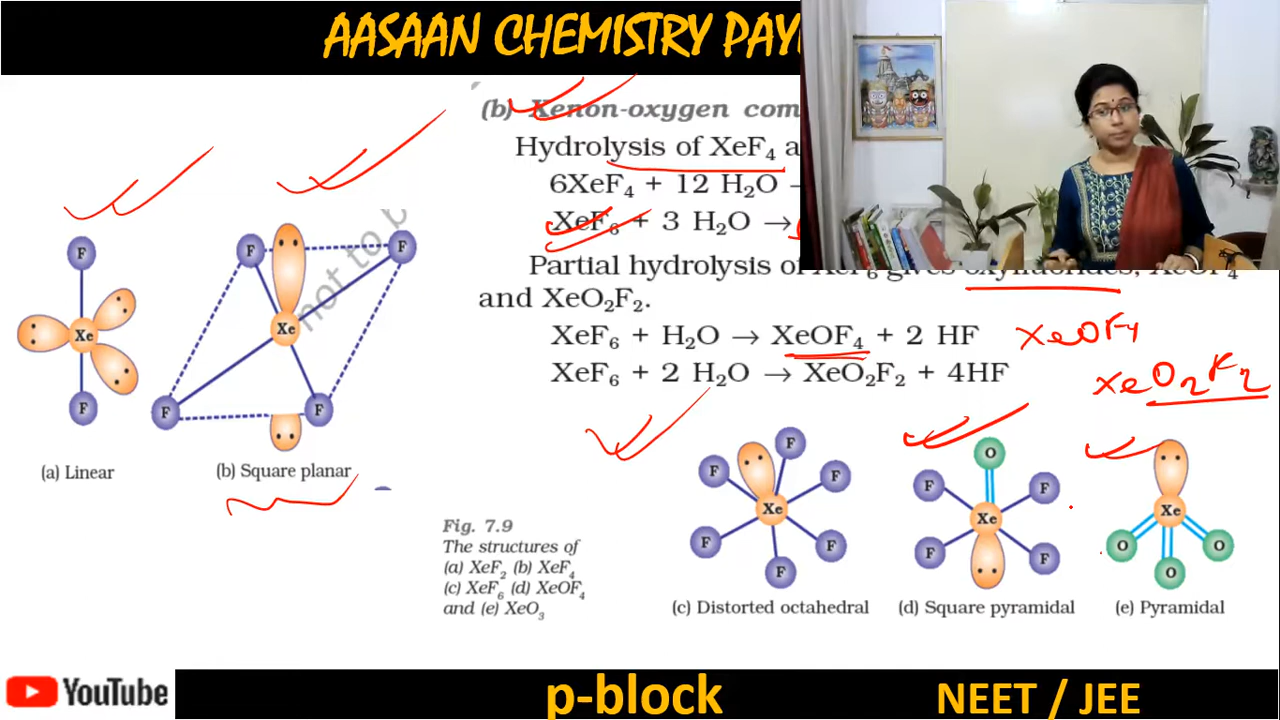 AASAAN CHEMISTRY PAY
(b) Xenon-oxygen com
Hydrolysis of XeF₄ a
6XeF₄ + 12 H₂O
XeF₆ + 3 H₂O →
Partial hydrolysis of XeF₆ gives oxyfluorides, XeOF₄
and XeO₂F₂.
XeF₆ + H₂O → XeOF₄ + 2 HF
XeF₆ + 2 H₂O → XeO₂F₂ + 4HF
XeOF₄
XeO₂F₂
not to b
F
F
Xe
F
F
Xe
F
F
(a) Linear
(b) Square planar
F
F
F
Xe
F
F
F
O
F
F
Xe
F
F
Xe
O
O
O
Fig. 7.9
The structures of
(a) XeF₂ (b) XeF₄
(c) XeF₆ (d) XeOF₄
and (e) XeO₃
(c) Distorted octahedral
(d) Square pyramidal
(e) Pyramidal
YouTube
p-block
NEET / JEE